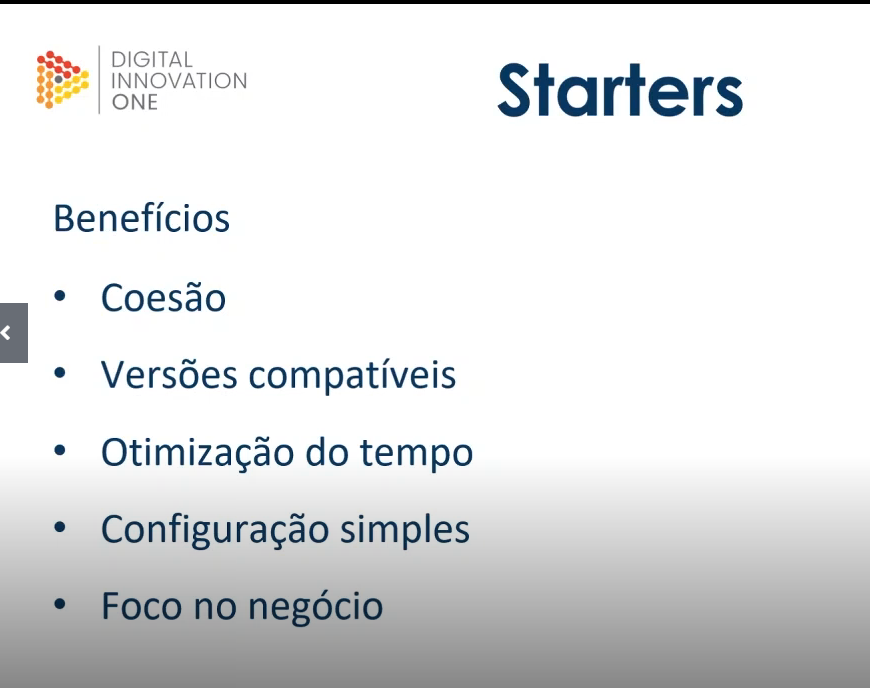 DIGITAL
INNOVATION
ONE
Starters
Benefícios
• Coesão
• Versões compatíveis
• Otimização do tempo
• Configuração simples
• Foco no negócio